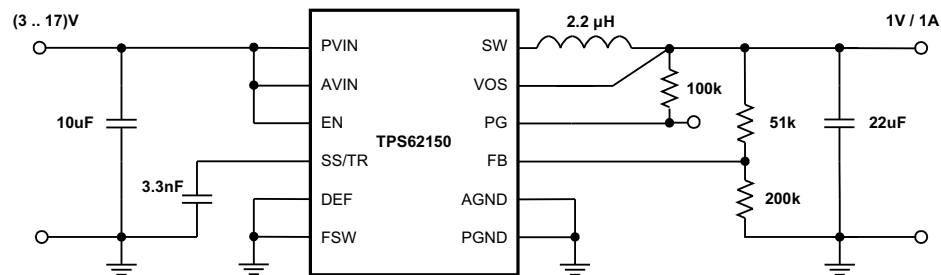 (3 .. 17)V
2.2 µH
1V / 1A
PVIN
SW
AVIN
VOS
100k
10uF
EN
PG
51k
22uF
TPS62150
SS/TR
FB
3.3nF
DEF
AGND
200k
FSW
PGND